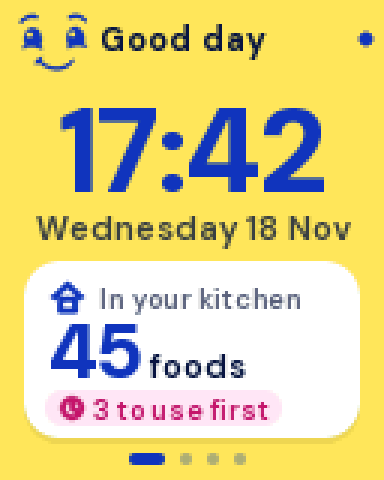 Good day
17:42
Wednesday 18 Nov
In your kitchen
45 foods
3 to use first